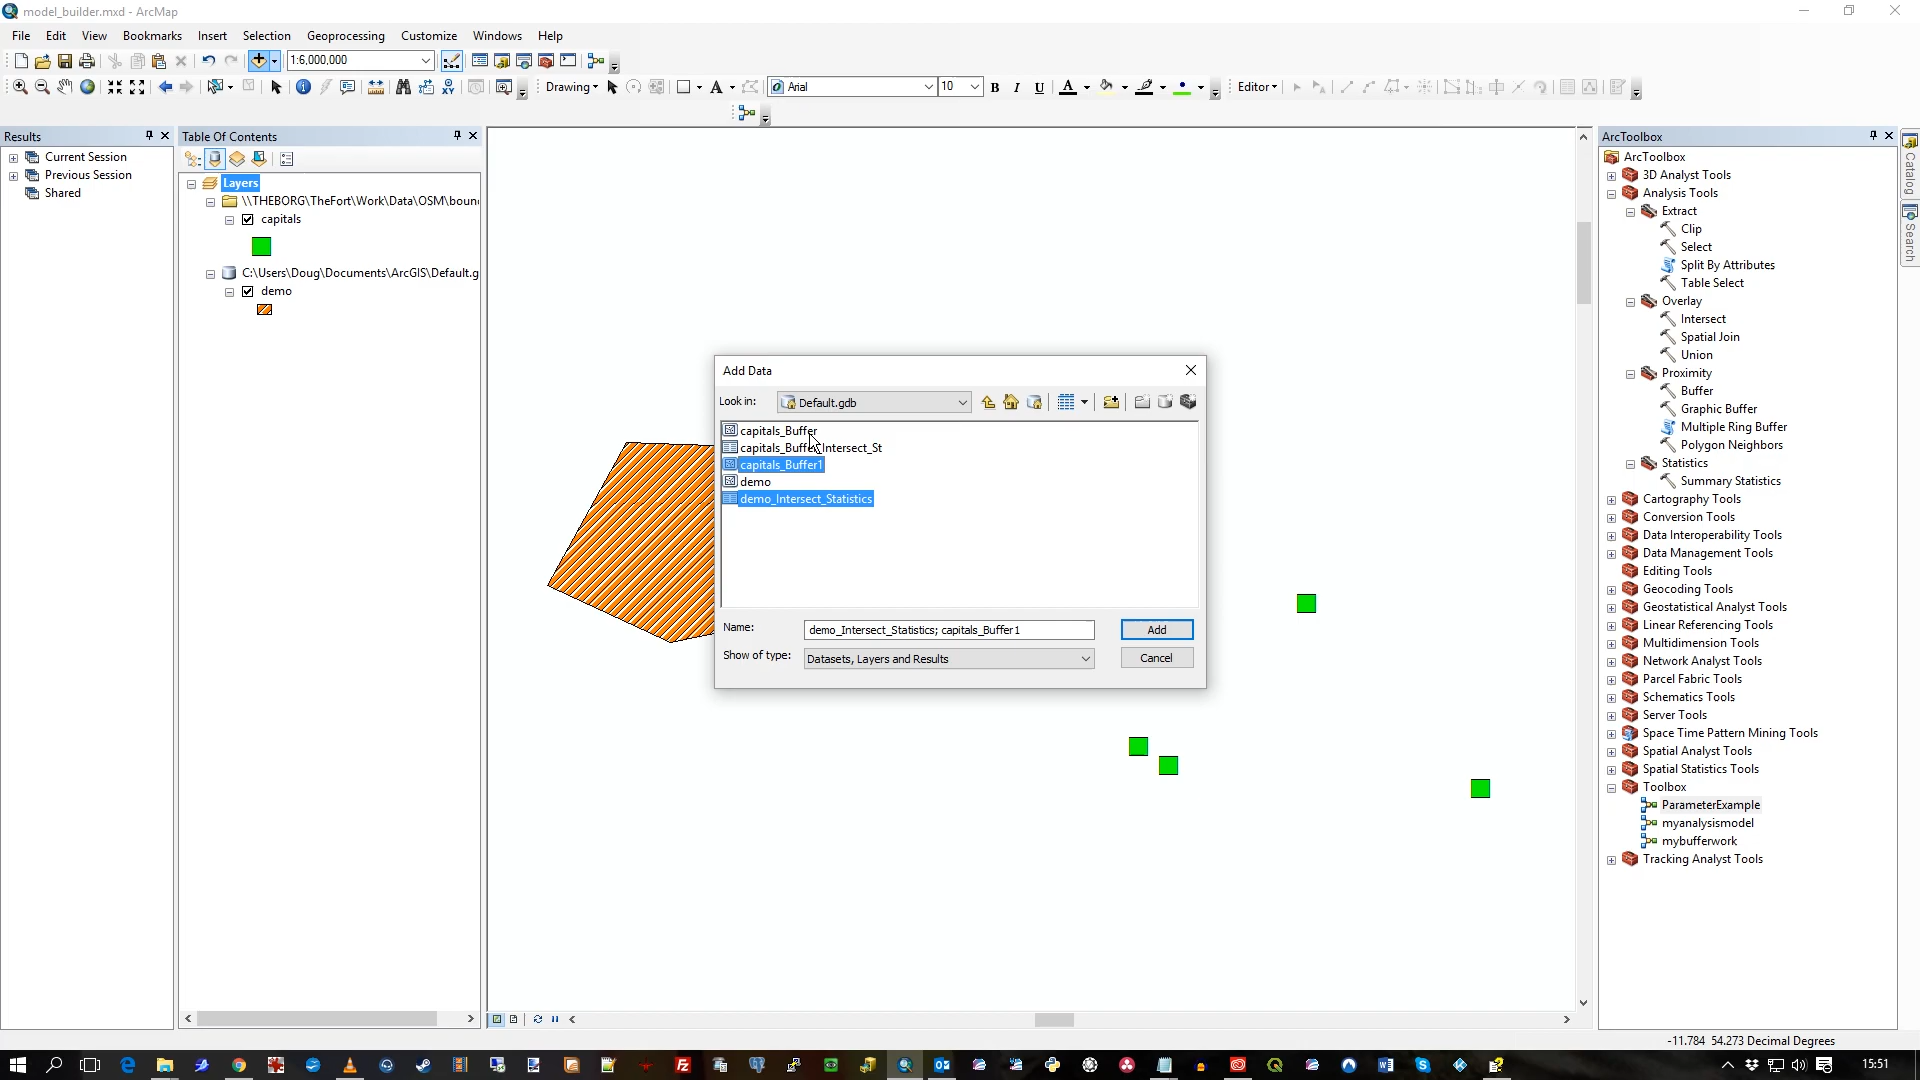 model_builder.mxd - ArcMap
File Edit View Bookmarks Insert Selection Geoprocessing Customize Windows Help
1:6,000,000
Drawing Arial 10 B I U A Editor
Results
Current Session
Previous Session
Shared
Table Of Contents
Layers
\\THEBORG\TheFort\Work\Data\OSM\boun
capitals
C:\Users\Doug\Documents\ArcGIS\Default.g
demo
Add Data
Look in: Default.gdb
capitals_Buffer
capitals_Buffer_Intersect_St
capitals_Buffer1
demo
demo_Intersect_Statistics
Name: demo_Intersect_Statistics; capitals_Buffer1
Add
Show of type: Datasets, Layers and Results
Cancel
ArcToolbox
ArcToolbox
3D Analyst Tools
Analysis Tools
Extract
Clip
Select
Split By Attributes
Table Select
Overlay
Intersect
Spatial Join
Union
Proximity
Buffer
Graphic Buffer
Multiple Ring Buffer
Polygon Neighbors
Statistics
Summary Statistics
Cartography Tools
Conversion Tools
Data Interoperability Tools
Data Management Tools
Editing Tools
Geocoding Tools
Geostatistical Analyst Tools
Linear Referencing Tools
Multidimension Tools
Network Analyst Tools
Parcel Fabric Tools
Schematics Tools
Server Tools
Space Time Pattern Mining Tools
Spatial Analyst Tools
Spatial Statistics Tools
Toolbox
ParameterExample
myanalysismodel
mybufferwork
Tracking Analyst Tools
Catalog
Search
-11.784 54.273 Decimal Degrees
15:51